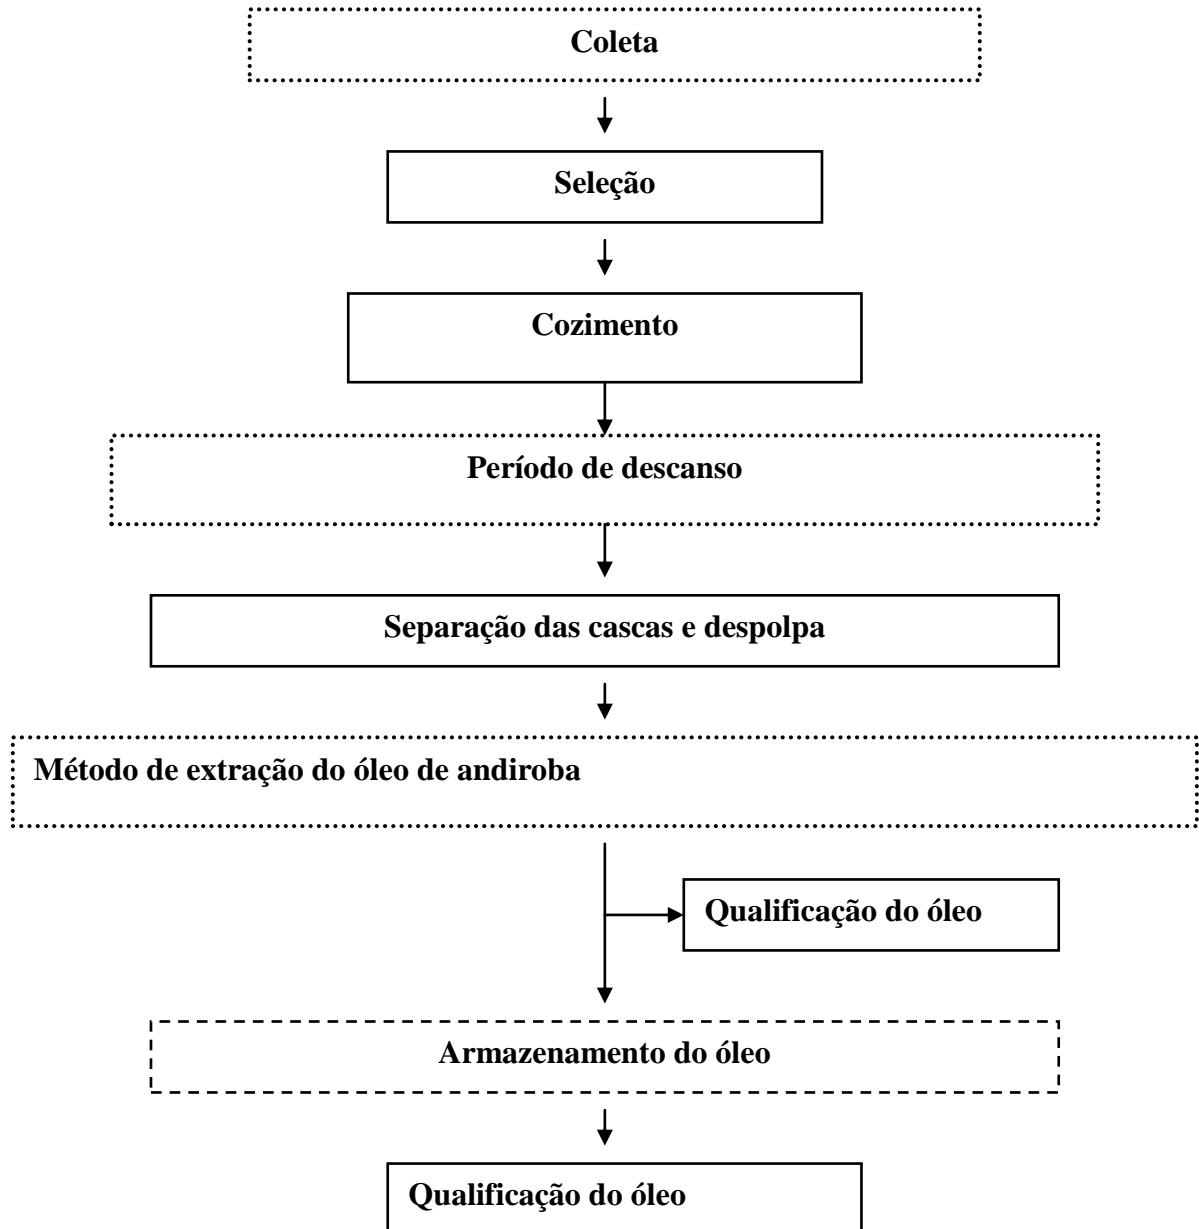 Coleta
Seleção
Cozimento
Período de descanso
Separação das cascas e despolpa
Método de extração do óleo de andiroba
Qualificação do óleo
Armazenamento do óleo
Qualificação do óleo